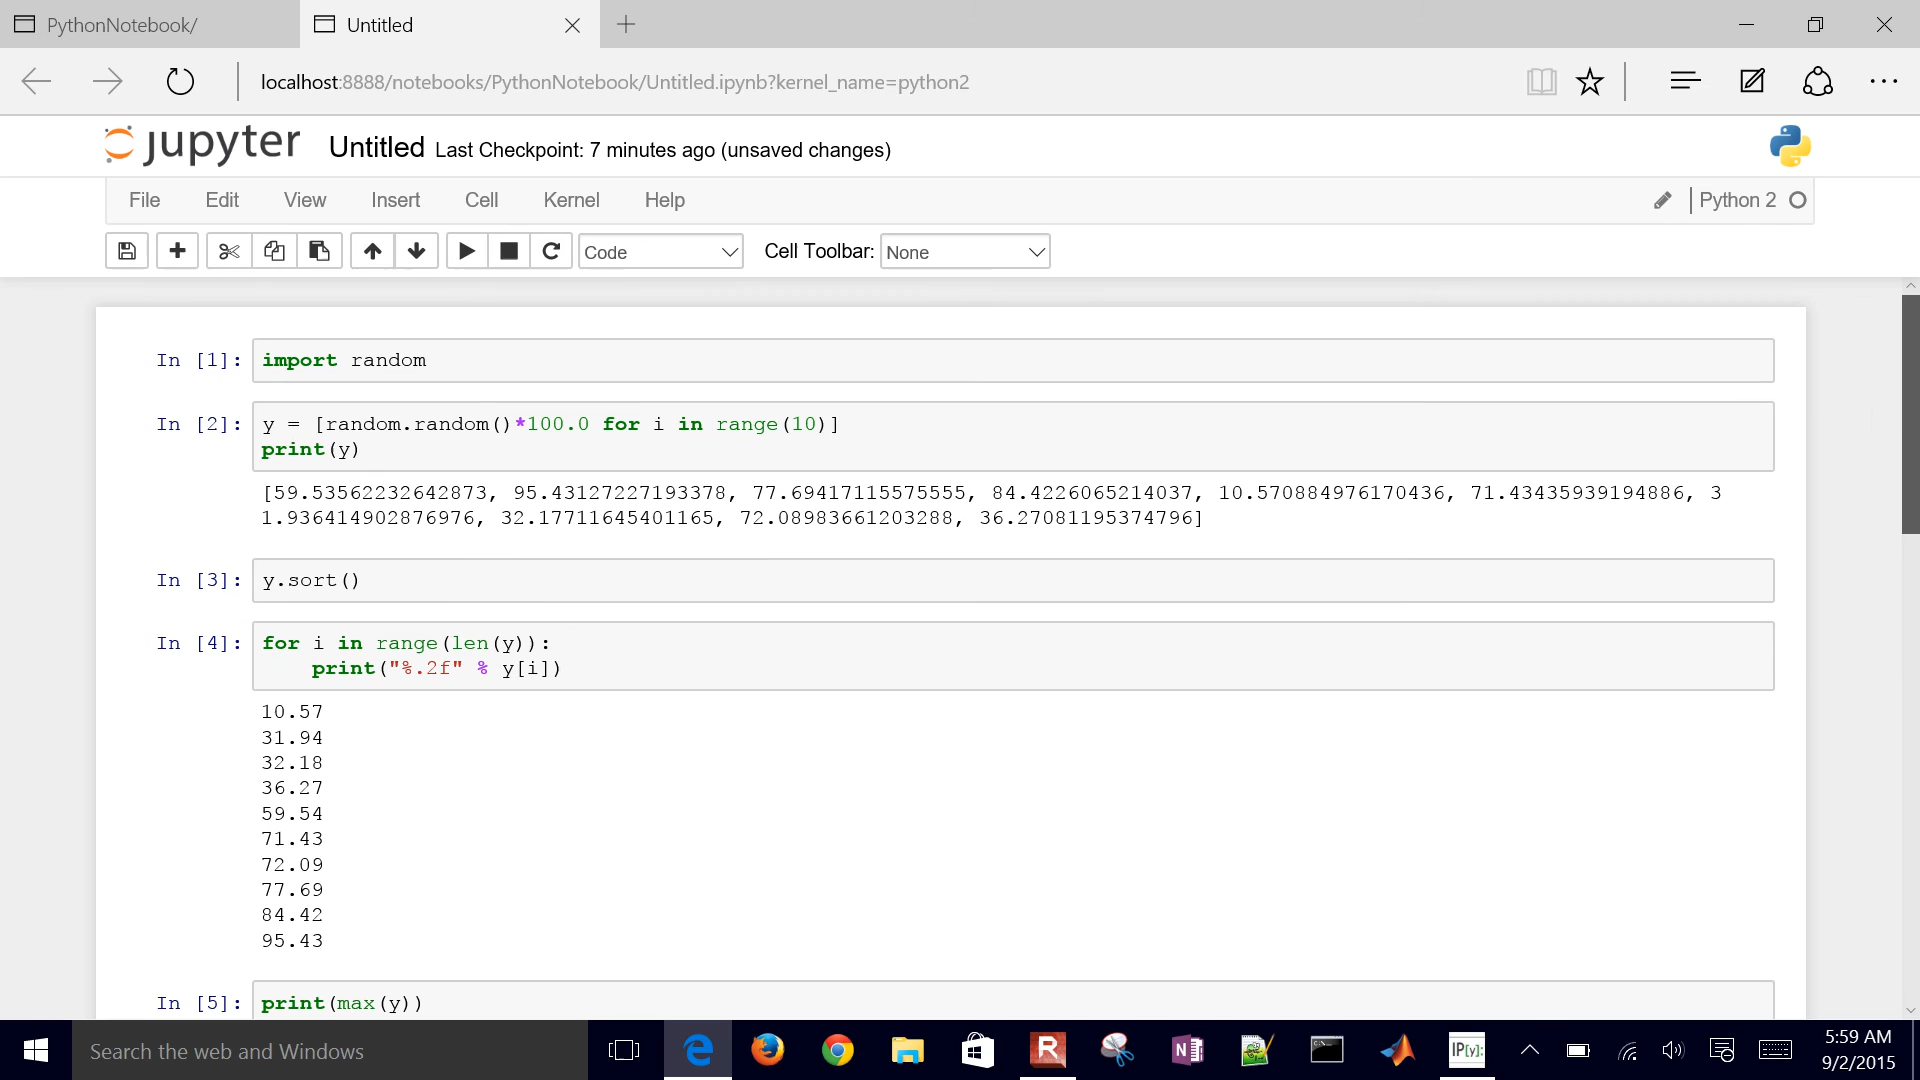 PythonNotebook/
Untitled
localhost:8888/notebooks/PythonNotebook/Untitled.ipynb?kernel_name=python2
jupyter Untitled Last Checkpoint: 7 minutes ago (unsaved changes)
File Edit View Insert Cell Kernel Help Python 2
Code Cell Toolbar: None
In [1]: import random
In [2]: y = [random.random()*100.0 for i in range(10)]
print(y)
[59.53562232642873, 95.43127227193378, 77.69417115575555, 84.4226065214037, 10.570884976170436, 71.43435939194886, 3
1.936414902876976, 32.17711645401165, 72.08983661203288, 36.27081195374796]
In [3]: y.sort()
In [4]: for i in range(len(y)):
    print("%.2f" % y[i])
10.57
31.94
32.18
36.27
59.54
71.43
72.09
77.69
84.42
95.43
In [5]: print(max(y))
Search the web and Windows
N
R
IP[y]:
5:59 AM
9/2/2015